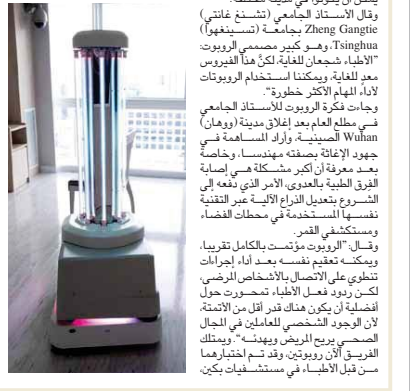 وقال الأستاذ الجامعي (تشنغ غانتي)
Zheng Gangtie بجامعة (تسينغهوا)
Tsinghua، وهو كبير مصممي الروبوت:
"الأطباء شجعان للغاية، لكنَّ هذا الفيروس
معدٍ للغاية، ويمكننا استخدام الروبوتات
لأداء المهام الأكثر خطورة".
وجاءت فكرة الروبوت للأستاذ الجامعي
في مطلع العام بعد إغلاق مدينة (ووهان)
Wuhan الصينية، وأراد المساهمة في
جهود الإغاثة بصفته مهندسا، وخاصة
بعد معرفة أن أكبر مشكلة هي إصابة
الفرق الطبية بالعدوى، الأمر الذي دفعه إلى
الشروع بتعديل الذراع الآلية عبر التقنية
نفسها المستخدمة في محطات الفضاء
ومستكشفي القمر.
وقال: "الروبوت مؤتمت بالكامل تقريبا،
ويمكنه تعقيم نفسه بعد أداء إجراءات
تنطوي على الاتصال بالأشخاص المرضى،
لكن ردود فعل الأطباء تمحورت حول
أفضلية أن يكون هناك قدر أقل من الأتمتة،
لأن الوجود الشخصي للعاملين في المجال
الصحي يريح المريض ويهدئه". ويمتلك
الفريق الآن روبوتين، وقد تم اختبارهما
من قبل الأطباء في مستشفيات بكين،